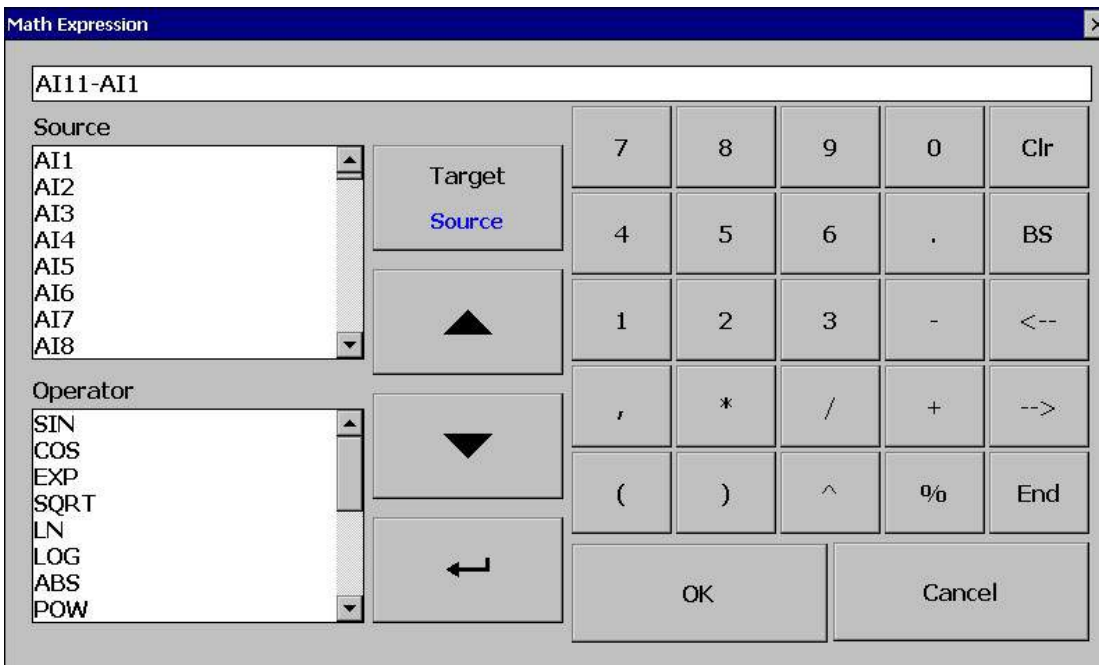 Math Expression
AI11-AI1
Source
AI1
AI2
AI3
AI4
AI5
AI6
AI7
AI8
Operator
SIN
COS
EXP
SQRT
LN
LOG
ABS
POW
Target
Source
7 8 9 0 Clr
4 5 6 . BS
1 2 3 - <--
, * / + -->
( ) ^ % End
OK Cancel